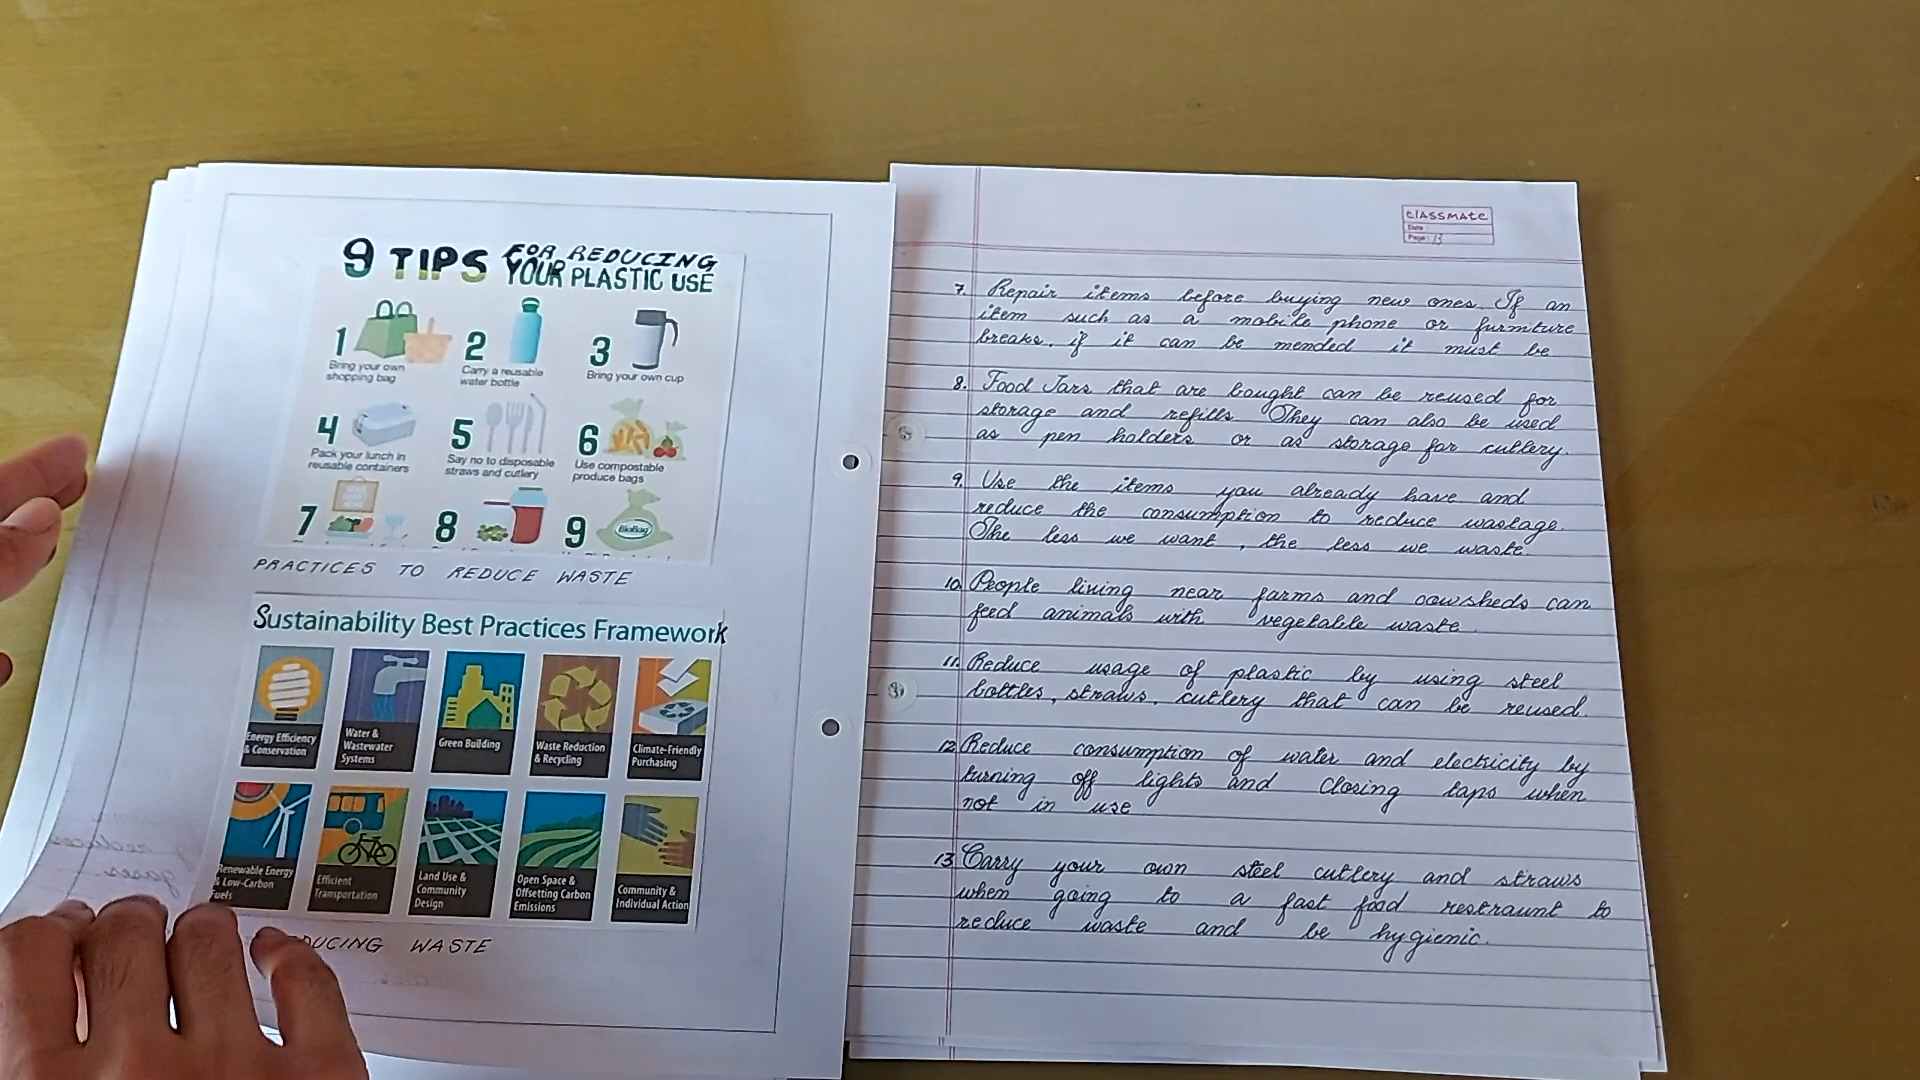 9 TIPS FOR REDUCING
YOUR PLASTIC USE
1
Bring your own
shopping bag
2
Carry a reusable
water bottle
3
Bring your own cup
4
Pack your lunch in
reusable containers
5
Say no to disposable
straws and cutlery
6
Use compostable
produce bags
7
8
9
BioBag
PRACTICES TO REDUCE WASTE
Sustainability Best Practices Framework
Energy Efficiency
& Conservation
Water &
Wastewater
Systems
Green Building
Waste Reduction
& Recycling
Climate-Friendly
Purchasing
Renewable Energy
& Low-Carbon
Fuels
Efficient
Transportation
Land Use &
Community
Design
Open Space &
Offsetting Carbon
Emissions
Community &
Individual Action
DUCING WASTE
classmate
Date
Page 13
7. Repair items before buying new ones. If an
item such as a mobile phone or furniture
breaks, if it can be mended it must be
8. Food Jars that are bought can be reused for
storage and refills. They can also be used
as pen holders or as storage for cutlery.
9. Use the items you already have and
reduce the consumption to reduce wastage.
The less we want, the less we waste.
10. People living near farms and cowsheds can
feed animals with vegetable waste.
11. Reduce usage of plastic by using steel
bottles, straws, cutlery that can be reused.
12. Reduce consumption of water and electricity by
turning off lights and closing taps when
not in use
13. Carry your own steel cutlery and straws
when going to a fast food restraunt to
reduce waste and be hygienic.